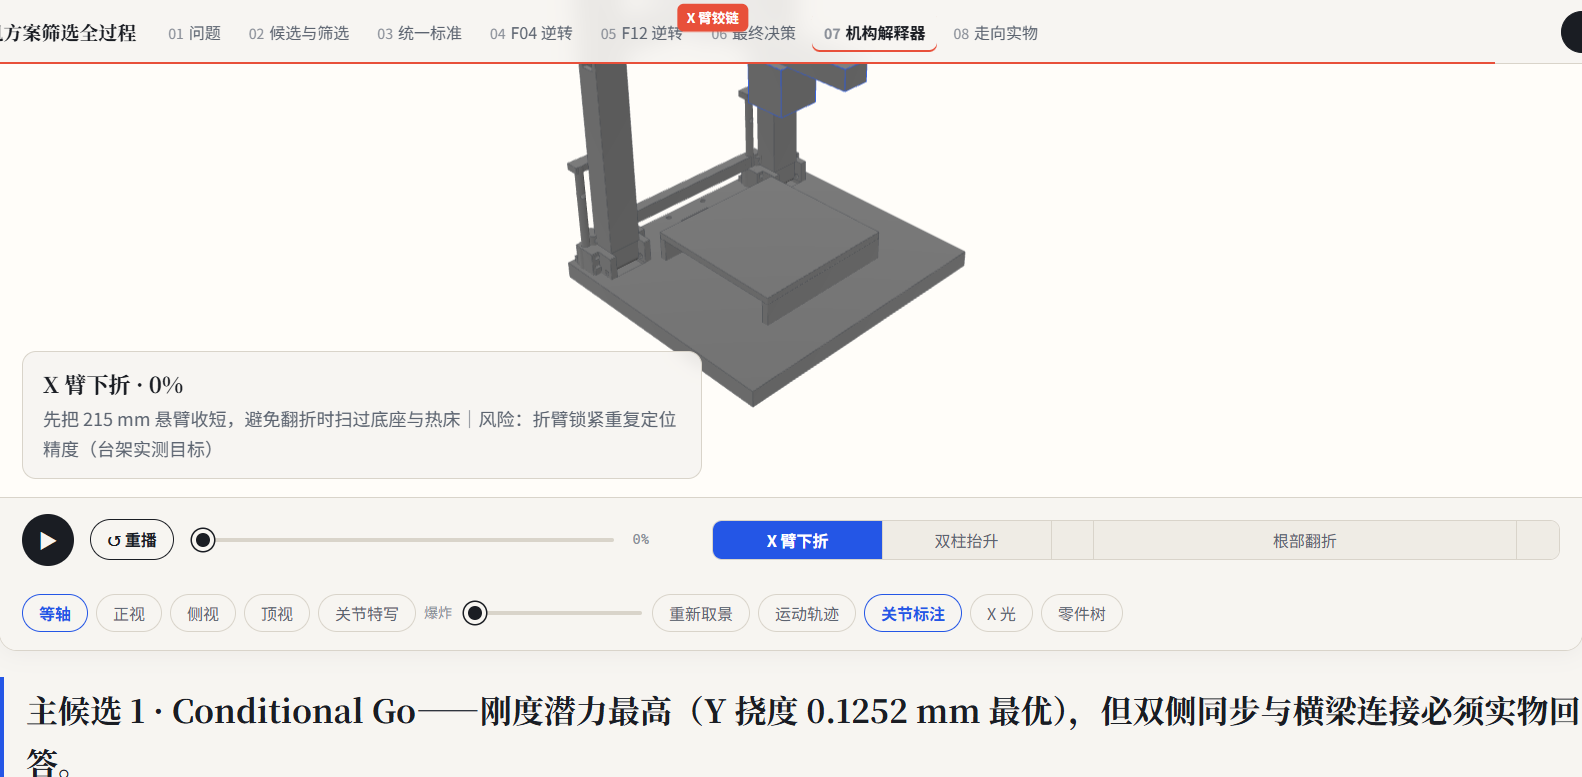 方案筛选全过程
01 问题
02 候选与筛选
03 统一标准
04 F04 逆转
05 F12 逆转
06 最终决策
07 机构解释器
08 走向实物
X 臂铰链
X 臂下折 · 0%
先把 215 mm 悬臂收短，避免翻折时扫过底座与热床｜风险：折臂锁紧重复定位
精度（台架实测目标）
▶
↺ 重播
0%
X 臂下折
双柱抬升
根部翻折
等轴
正视
侧视
顶视
关节特写
爆炸
重新取景
运动轨迹
关节标注
X 光
零件树
主候选 1 · Conditional Go——刚度潜力最高（Y 挠度 0.1252 mm 最优），但双侧同步与横梁连接必须实物回
答。